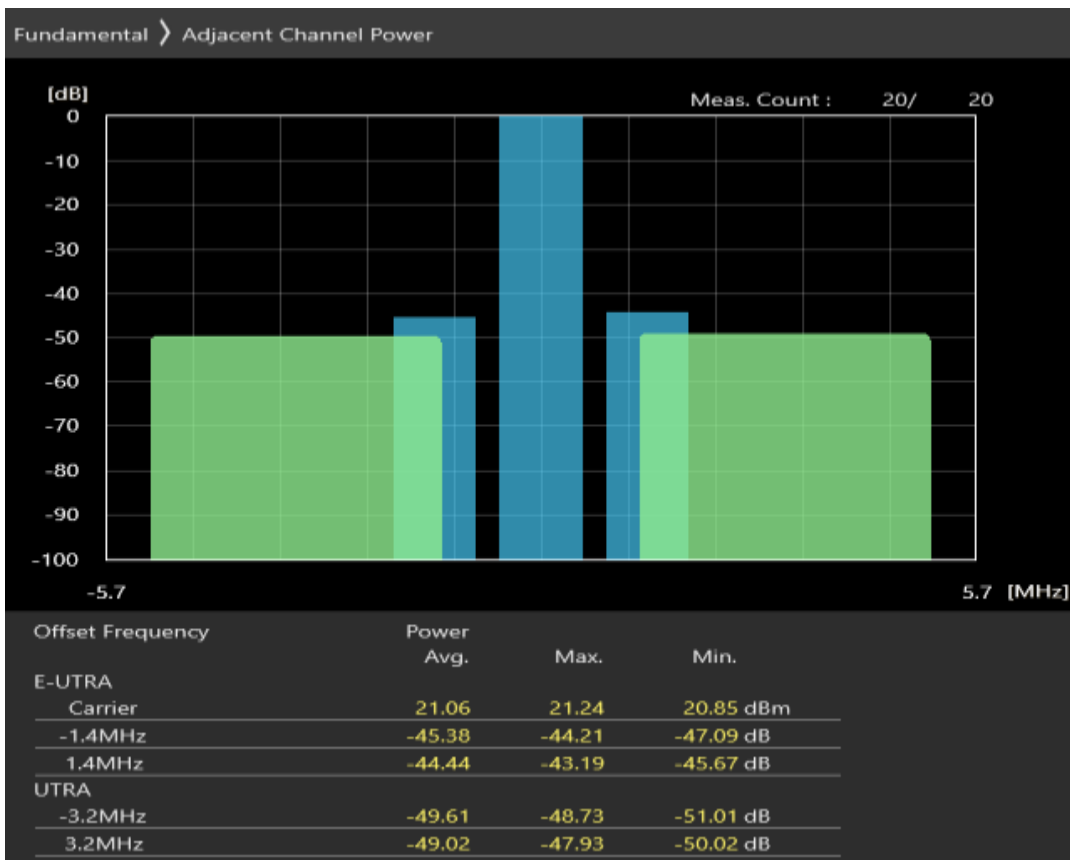 Fundamental 〉 Adjacent Channel Power
[dB]
Meas. Count : 20/ 20
0
-10
-20
-30
-40
-50
-60
-70
-80
-90
-100
-5.7 5.7 [MHz]
Offset Frequency Power
Avg. Max. Min.
E-UTRA
Carrier 21.06 21.24 20.85 dBm
-1.4MHz -45.38 -44.21 -47.09 dB
1.4MHz -44.44 -43.19 -45.67 dB
UTRA
-3.2MHz -49.61 -48.73 -51.01 dB
3.2MHz -49.02 -47.93 -50.02 dB